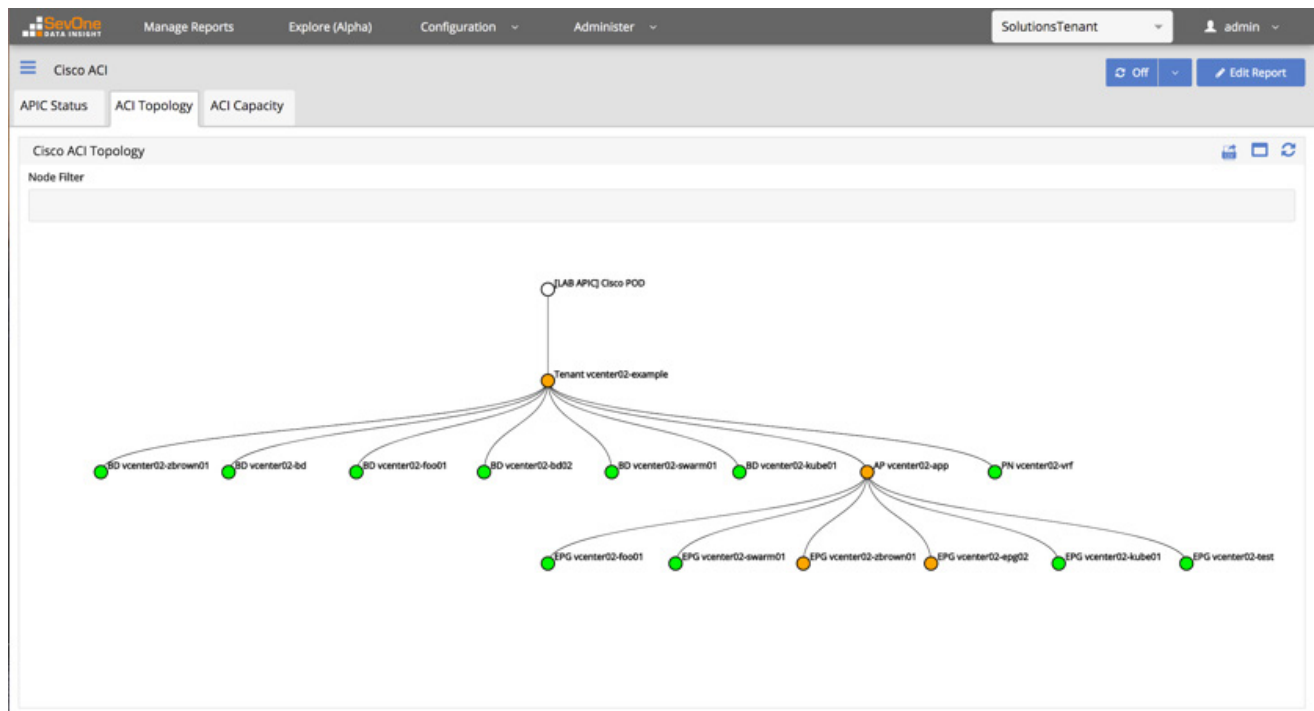 SevOne Manage Reports Explore (Alpha) Configuration Administer SolutionsTenant admin
DATA INSIGHT
Cisco ACI Off Edit Report
APIC Status ACI Topology ACI Capacity
Cisco ACI Topology
Node Filter
[LAB APIC] Cisco POD
Tenant vcenter02-example
BD vcenter02-zbrown01 BD vcenter02-bd BD vcenter02-foo01 BD vcenter02-bd02 BD vcenter02-swarm01 BD vcenter02-kube01 AP vcenter02-app PN vcenter02-vrf
EPG vcenter02-foo01 EPG vcenter02-swarm01 EPG vcenter02-zbrown01 EPG vcenter02-epg02 EPG vcenter02-kube01 EPG vcenter02-test